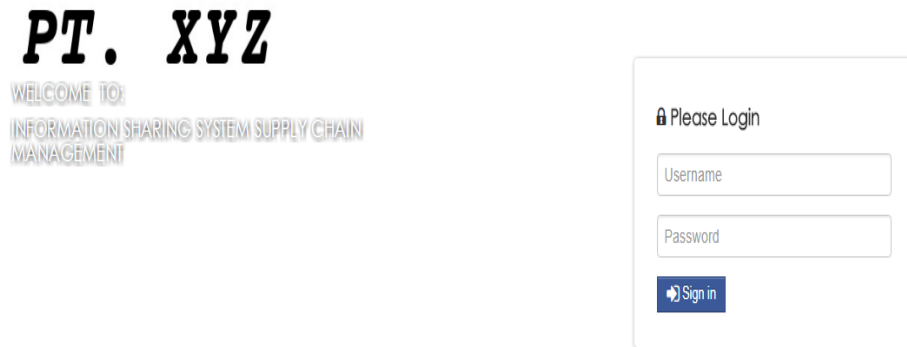 PT. XYZ
WELCOME TO:
INFORMATION SHARING SYSTEM SUPPLY CHAIN
MANAGEMENT
Please Login
Username
Password
Sign in